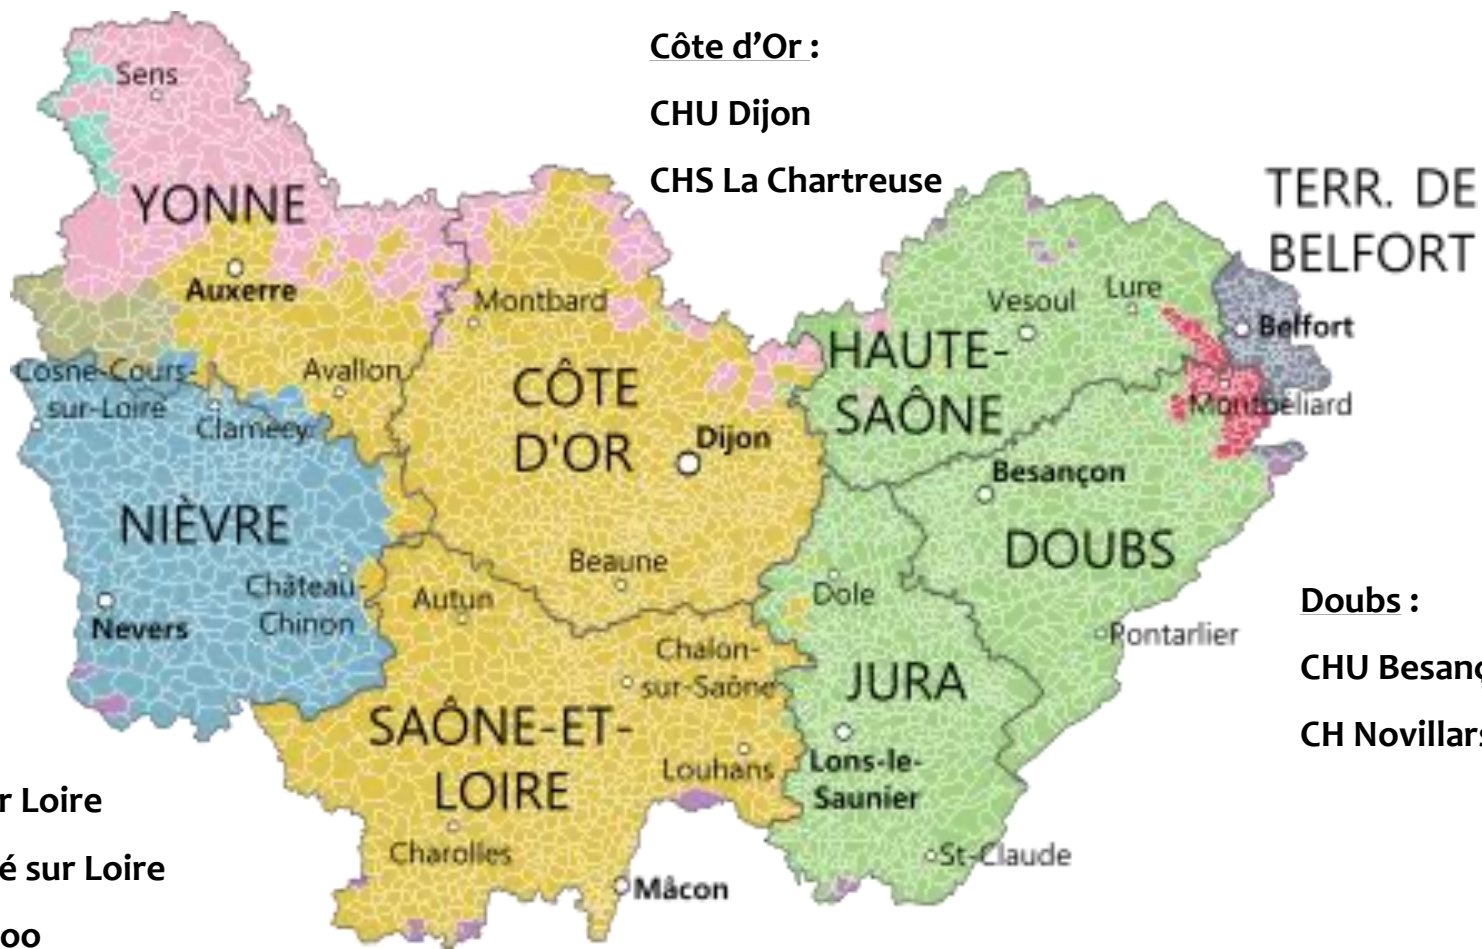 Côte d’Or :
CHU Dijon
CHS La Chartreuse
Sens
YONNE
TERR. DE
BELFORT
Auxerre
Montbard
Vesoul
Lure
Belfort
HAUTE-
SAÔNE
Cosne-Cours-
sur-Loire
Avallon
CÔTE
D'OR
Montbéliard
Clamecy
Dijon
Besançon
NIÈVRE
DOUBS
Beaune
Château-
Chinon
Autun
Dole
Nevers
Pontarlier
Doubs :
CHU Besanç
CH Novillars
Chalon-
sur-Saône
JURA
SAÔNE-ET-
LOIRE
Louhans
Lons-le-
Saunier
r Loire
é sur Loire
oo
Charolles
St-Claude
Mâcon